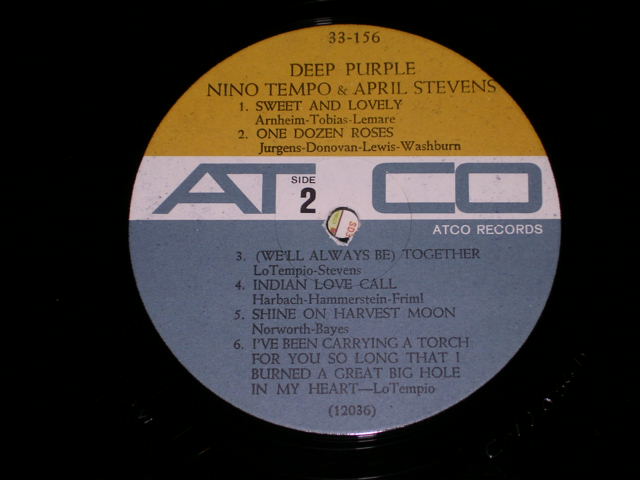 33-156
DEEP PURPLE
NINO TEMPO & APRIL STEVENS
1. SWEET AND LOVELY
Arnheim-Tobias-Lemare
2. ONE DOZEN ROSES
Jurgens-Donovan-Lewis-Washburn
ATCO
SIDE
2
ATCO RECORDS
3. (WE'LL ALWAYS BE) TOGETHER
LoTempio-Stevens
4. INDIAN LOVE CALL
Harbach-Hammerstein-Friml
5. SHINE ON HARVEST MOON
Norworth-Bayes
6. I'VE BEEN CARRYING A TORCH
FOR YOU SO LONG THAT I
BURNED A GREAT BIG HOLE
IN MY HEART—LoTempio
(12036)